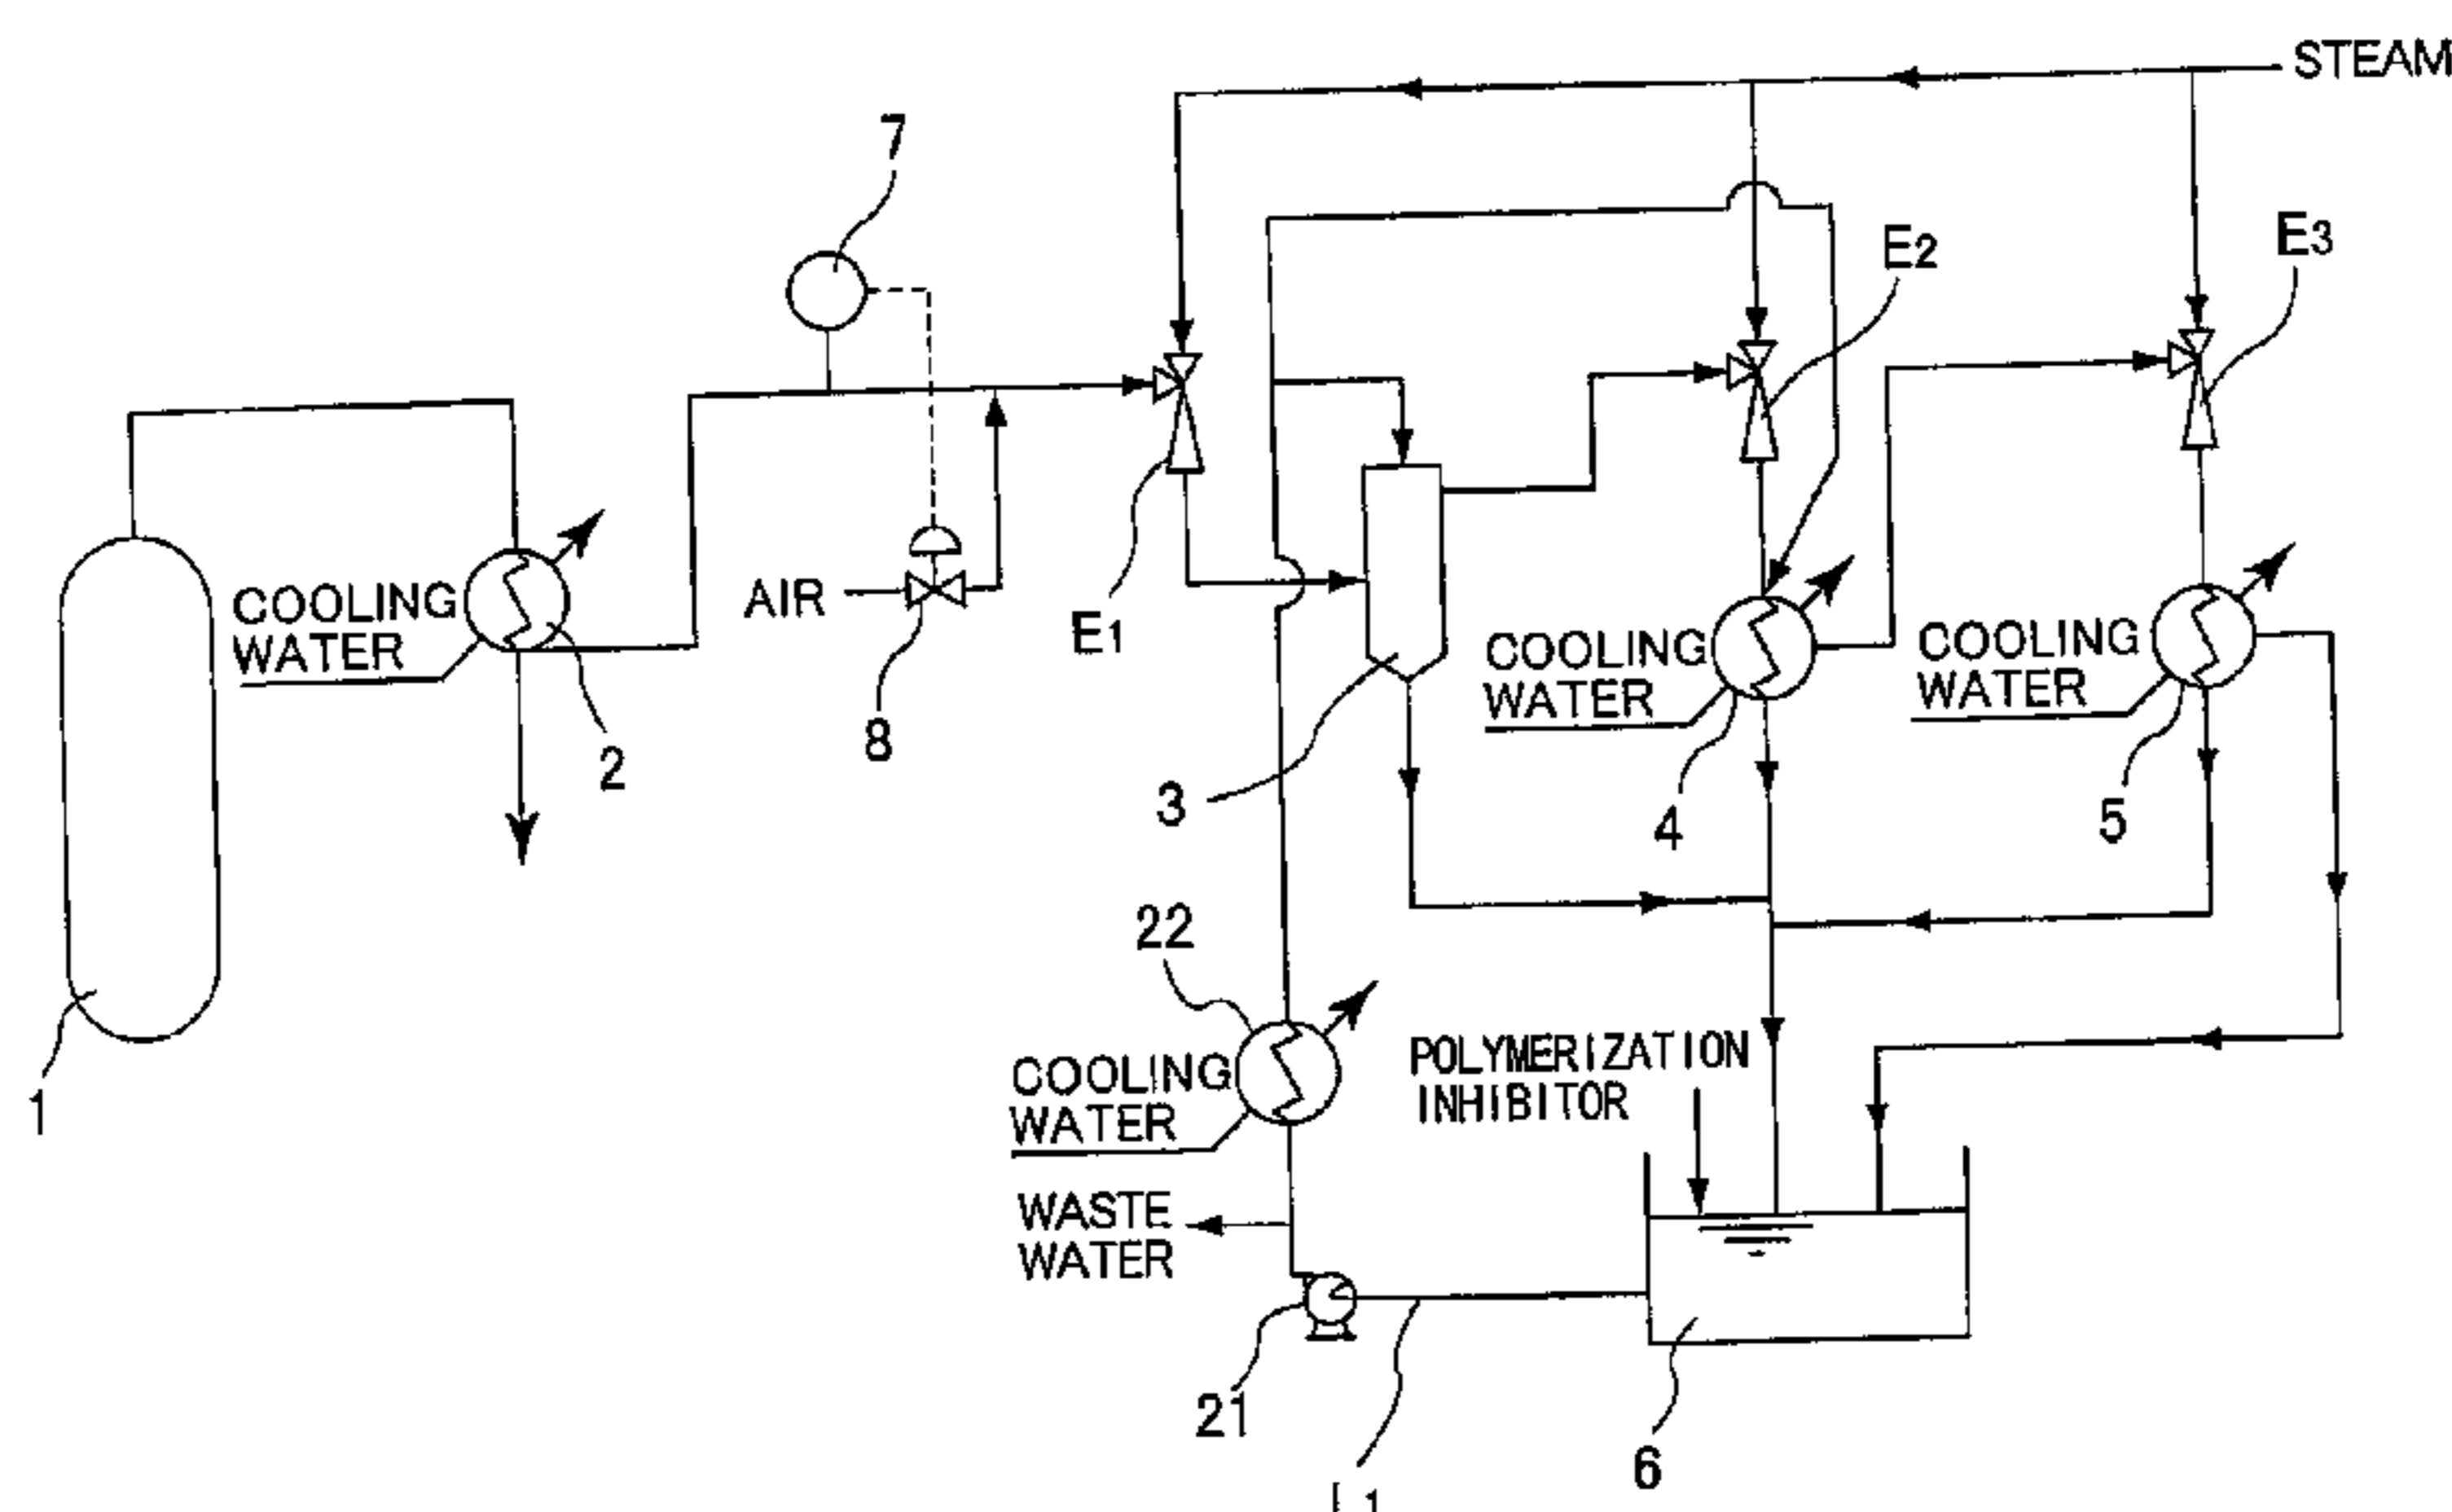 STEAM
7
E2
E3
COOLING
WATER
AIR
E1
COOLING
WATER
COOLING
WATER
2
8
3
4
5
22
1
COOLING
WATER
POLYMERIZATION
INHIBITOR
WASTE
WATER
21
6